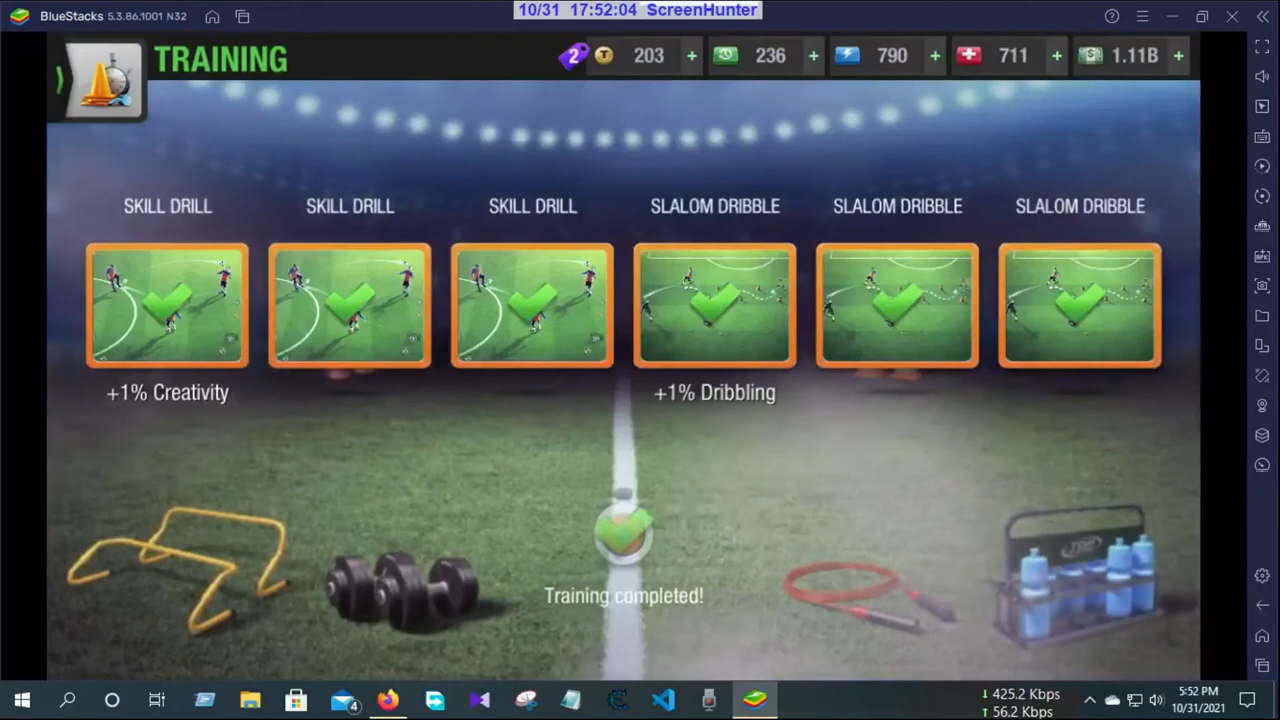 10/31 17:52:04 ScreenHunter
BlueStacks 5.3.86.1001 N32
TRAINING
2
T
203 +
236 +
790 +
711 +
1.11B +
SKILL DRILL
SKILL DRILL
SKILL DRILL
SLALOM DRIBBLE
SLALOM DRIBBLE
SLALOM DRIBBLE
+1% Creativity
+1% Dribbling
Training completed!
4
↓ 425.2 Kbps
↑ 56.2 Kbps
5:52 PM
10/31/2021